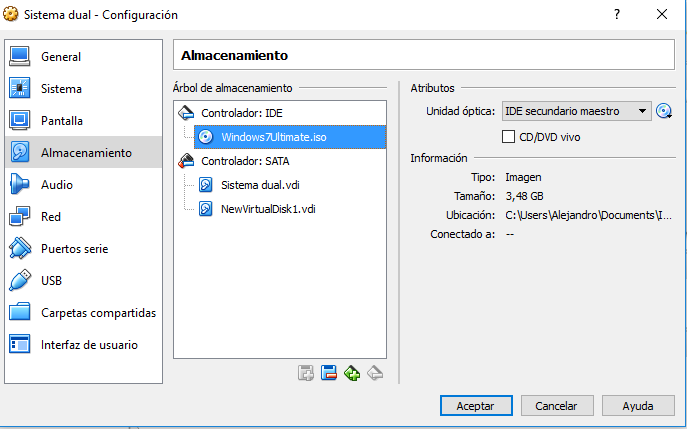 Sistema dual - Configuración
?
General
Sistema
Pantalla
Almacenamiento
Audio
Red
Puertos serie
USB
Carpetas compartidas
Interfaz de usuario
Almacenamiento
Árbol de almacenamiento
Controlador: IDE
Windows7Ultimate.iso
Controlador: SATA
Sistema dual.vdi
NewVirtualDisk1.vdi
Atributos
Unidad óptica: IDE secundario maestro
CD/DVD vivo
Información
Tipo: Imagen
Tamaño: 3,48 GB
Ubicación: C:\Users\Alejandro\Documents\I...
Conectado a: --
Aceptar Cancelar Ayuda